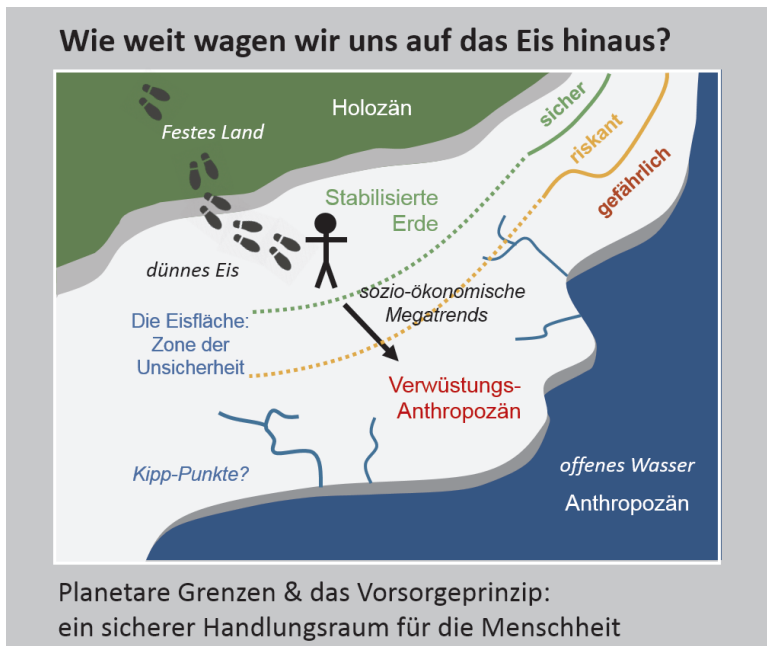 Wie weit wagen wir uns auf das Eis hinaus?
Holozän
Festes Land
sicher
riskant
gefährlich
Stabilisierte
Erde
dünnes Eis
sozio-ökonomische
Megatrends
Die Eisfläche:
Zone der
Unsicherheit
Verwüstungs-
Anthropozän
Kipp-Punkte?
offenes Wasser
Anthropozän
Planetare Grenzen & das Vorsorgeprinzip:
ein sicherer Handlungsraum für die Menschheit